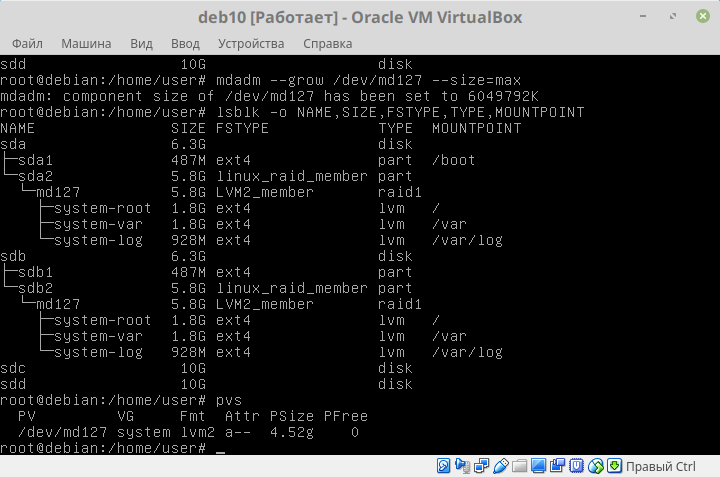 deb10 [Работает] - Oracle VM VirtualBox
Файл Машина Вид Ввод Устройства Справка
sdd                10G                   disk
root@debian:/home/user# mdadm --grow /dev/md127 --size=max
mdadm: component size of /dev/md127 has been set to 6049792K
root@debian:/home/user# lsblk -o NAME,SIZE,FSTYPE,TYPE,MOUNTPOINT
NAME               SIZE FSTYPE            TYPE  MOUNTPOINT
sda                6.3G                   disk
├─sda1             487M ext4              part  /boot
└─sda2             5.8G linux_raid_member part
  └─md127          5.8G LVM2_member       raid1
    ├─system-root  1.8G ext4              lvm   /
    ├─system-var   1.8G ext4              lvm   /var
    └─system-log   928M ext4              lvm   /var/log
sdb                6.3G                   disk
├─sdb1             487M ext4              part
└─sdb2             5.8G linux_raid_member part
  └─md127          5.8G LVM2_member       raid1
    ├─system-root  1.8G ext4              lvm   /
    ├─system-var   1.8G ext4              lvm   /var
    └─system-log   928M ext4              lvm   /var/log
sdc                10G                   disk
sdd                10G                   disk
root@debian:/home/user# pvs
  PV         VG     Fmt  Attr PSize PFree
  /dev/md127 system lvm2 a--  4.52g    0
root@debian:/home/user# _
Правый Ctrl